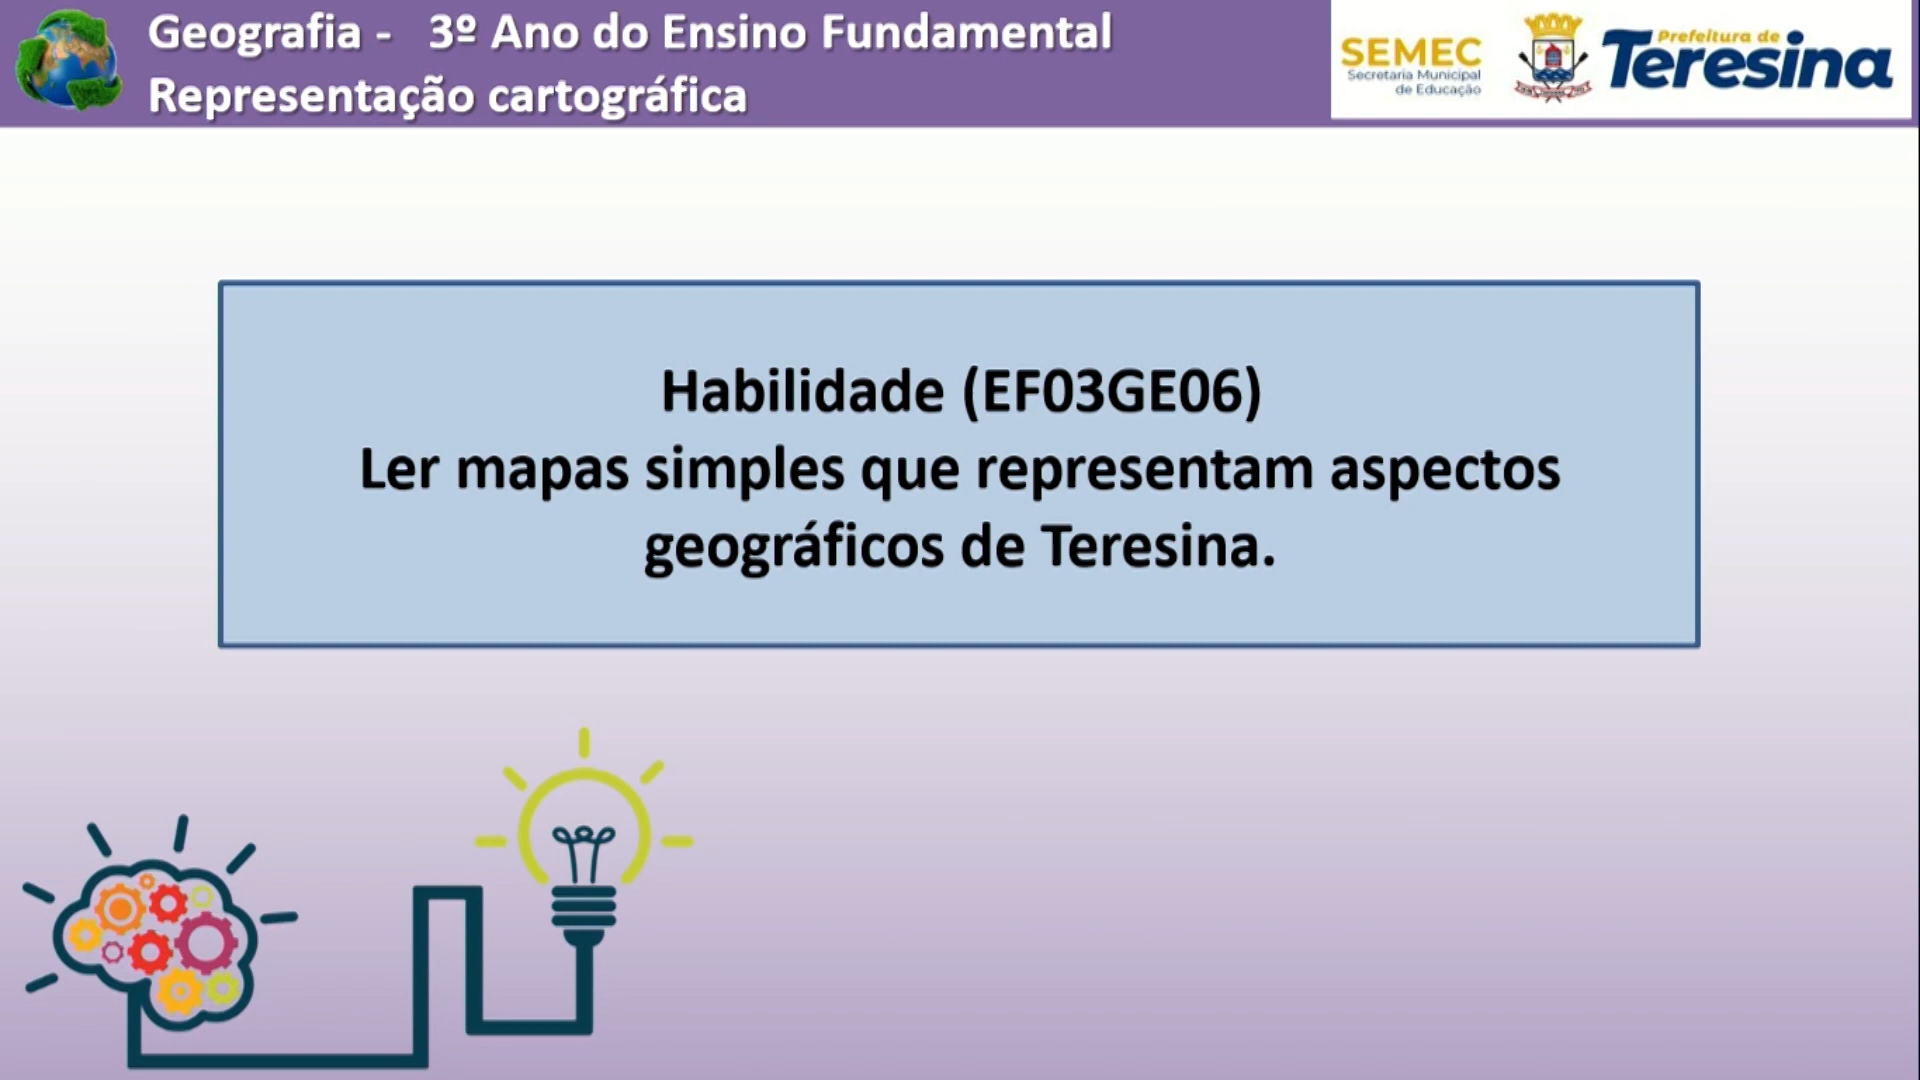 Geografia - 3º Ano do Ensino Fundamental
Representação cartográfica
SEMEC
Secretaria Municipal
de Educação
Prefeitura de
Teresina
Habilidade (EF03GE06)
Ler mapas simples que representam aspectos
geográficos de Teresina.